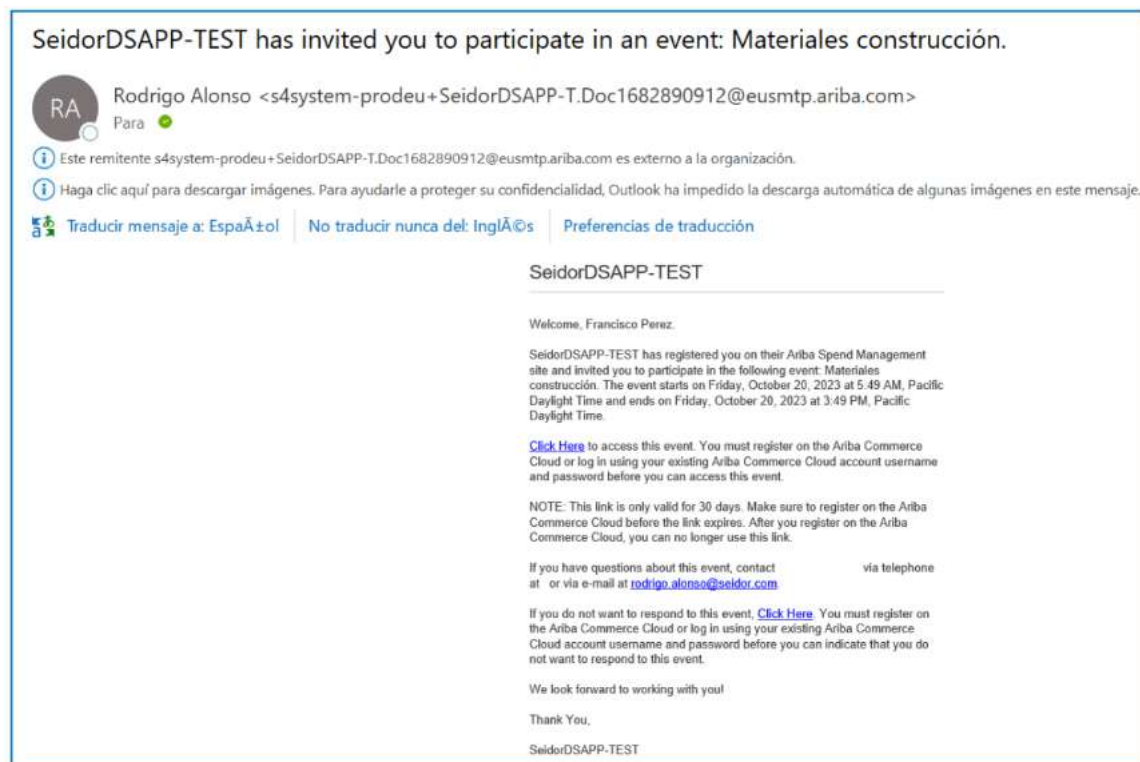 SeidorDSAPP-TEST has invited you to participate in an event: Materiales construcción.
RA
Rodrigo Alonso <s4system-prodeu+SeidorDSAPP-T.Doc1682890912@eusmtp.ariba.com>
Para
Este remitente s4system-prodeu+SeidorDSAPP-T.Doc1682890912@eusmtp.ariba.com es externo a la organización.
Haga clic aquí para descargar imágenes. Para ayudarle a proteger su confidencialidad, Outlook ha impedido la descarga automática de algunas imágenes en este mensaje.
Traducir mensaje a: EspaÃ±ol No traducir nunca del: InglÃ©s Preferencias de traducción
SeidorDSAPP-TEST
Welcome, Francisco Perez.
SeidorDSAPP-TEST has registered you on their Ariba Spend Management
site and invited you to participate in the following event: Materiales
construcción. The event starts on Friday, October 20, 2023 at 5:49 AM, Pacific
Daylight Time and ends on Friday, October 20, 2023 at 3:49 PM, Pacific
Daylight Time.
Click Here to access this event. You must register on the Ariba Commerce
Cloud or log in using your existing Ariba Commerce Cloud account username
and password before you can access this event.
NOTE: This link is only valid for 30 days. Make sure to register on the Ariba
Commerce Cloud before the link expires. After you register on the Ariba
Commerce Cloud, you can no longer use this link.
If you have questions about this event, contact via telephone
at or via e-mail at rodrigo.alonso@seidor.com.
If you do not want to respond to this event, Click Here. You must register on
the Ariba Commerce Cloud or log in using your existing Ariba Commerce
Cloud account username and password before you can indicate that you do
not want to respond to this event.
We look forward to working with you!
Thank You,
SeidorDSAPP-TEST